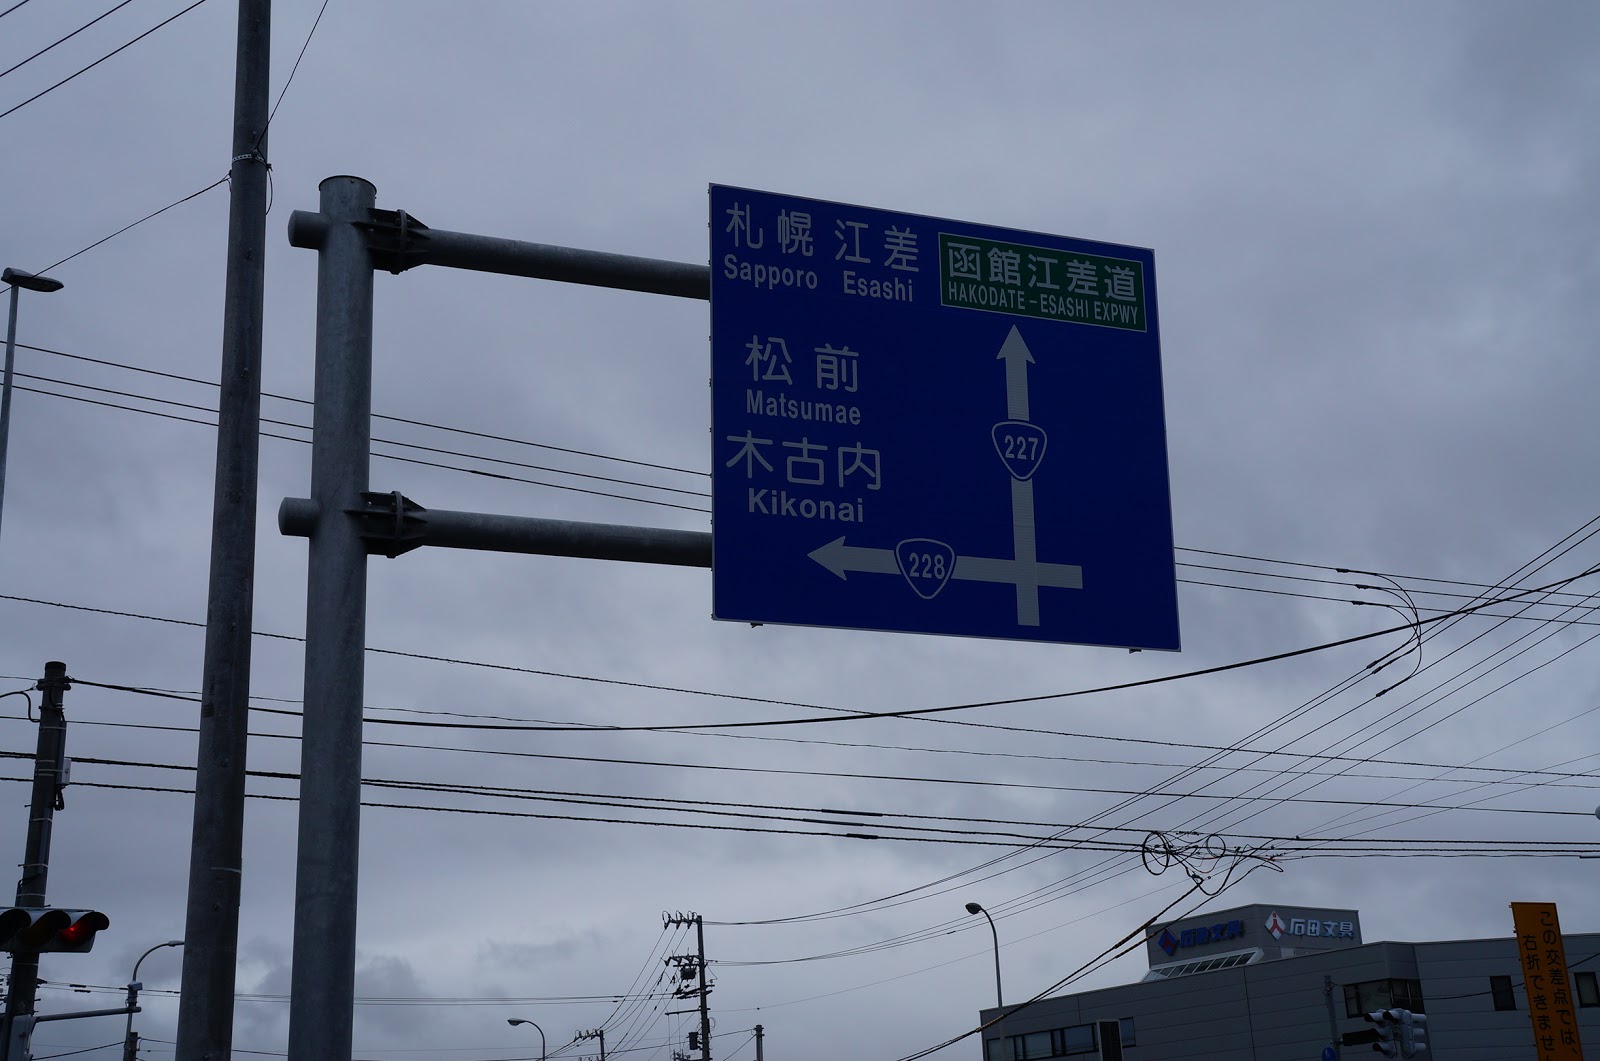 札幌 江差
Sapporo Esashi
函館江差道
HAKODATE-ESASHI EXPWY
松前
Matsumae
227
木古内
Kikonai
228
石田文具
石田文具
この交差点では、
右折できませ